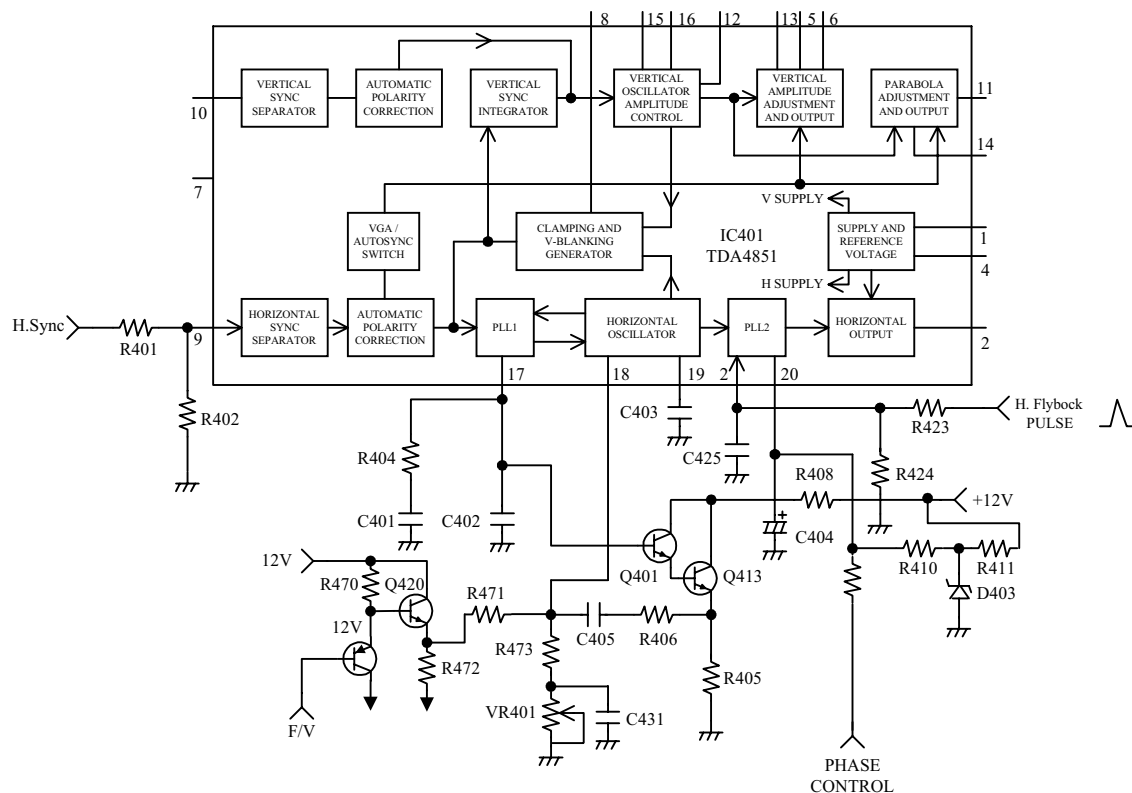 8
15
16
12
13
5
6
VERTICAL
SYNC
SEPARATOR
AUTOMATIC
POLARITY
CORRECTION
VERTICAL
SYNC
INTEGRATOR
VERTICAL
OSCILLATOR
AMPLITUDE
CONTROL
VERTICAL
AMPLITUDE
ADJUSTMENT
AND OUTPUT
PARABOLA
ADJUSTMENT
AND OUTPUT
10
11
14
7
V SUPPLY
VGA /
AUTOSYNC
SWITCH
CLAMPING AND
V-BLANKING
GENERATOR
IC401
TDA4851
SUPPLY AND
REFERENCE
VOLTAGE
1
4
H SUPPLY
H.Sync
R401
9
HORIZONTAL
SYNC
SEPARATOR
AUTOMATIC
POLARITY
CORRECTION
PLL1
HORIZONTAL
OSCILLATOR
PLL2
HORIZONTAL
OUTPUT
2
17
18
19
2
20
R402
C403
H. Flybock
PULSE
R423
R404
C425
R408
R424
+12V
C401
C402
C404
12V
R470
Q420
Q401
Q413
R410
R411
D403
R471
12V
C405
R406
R472
R473
R405
VR401
C431
F/V
PHASE
CONTROL